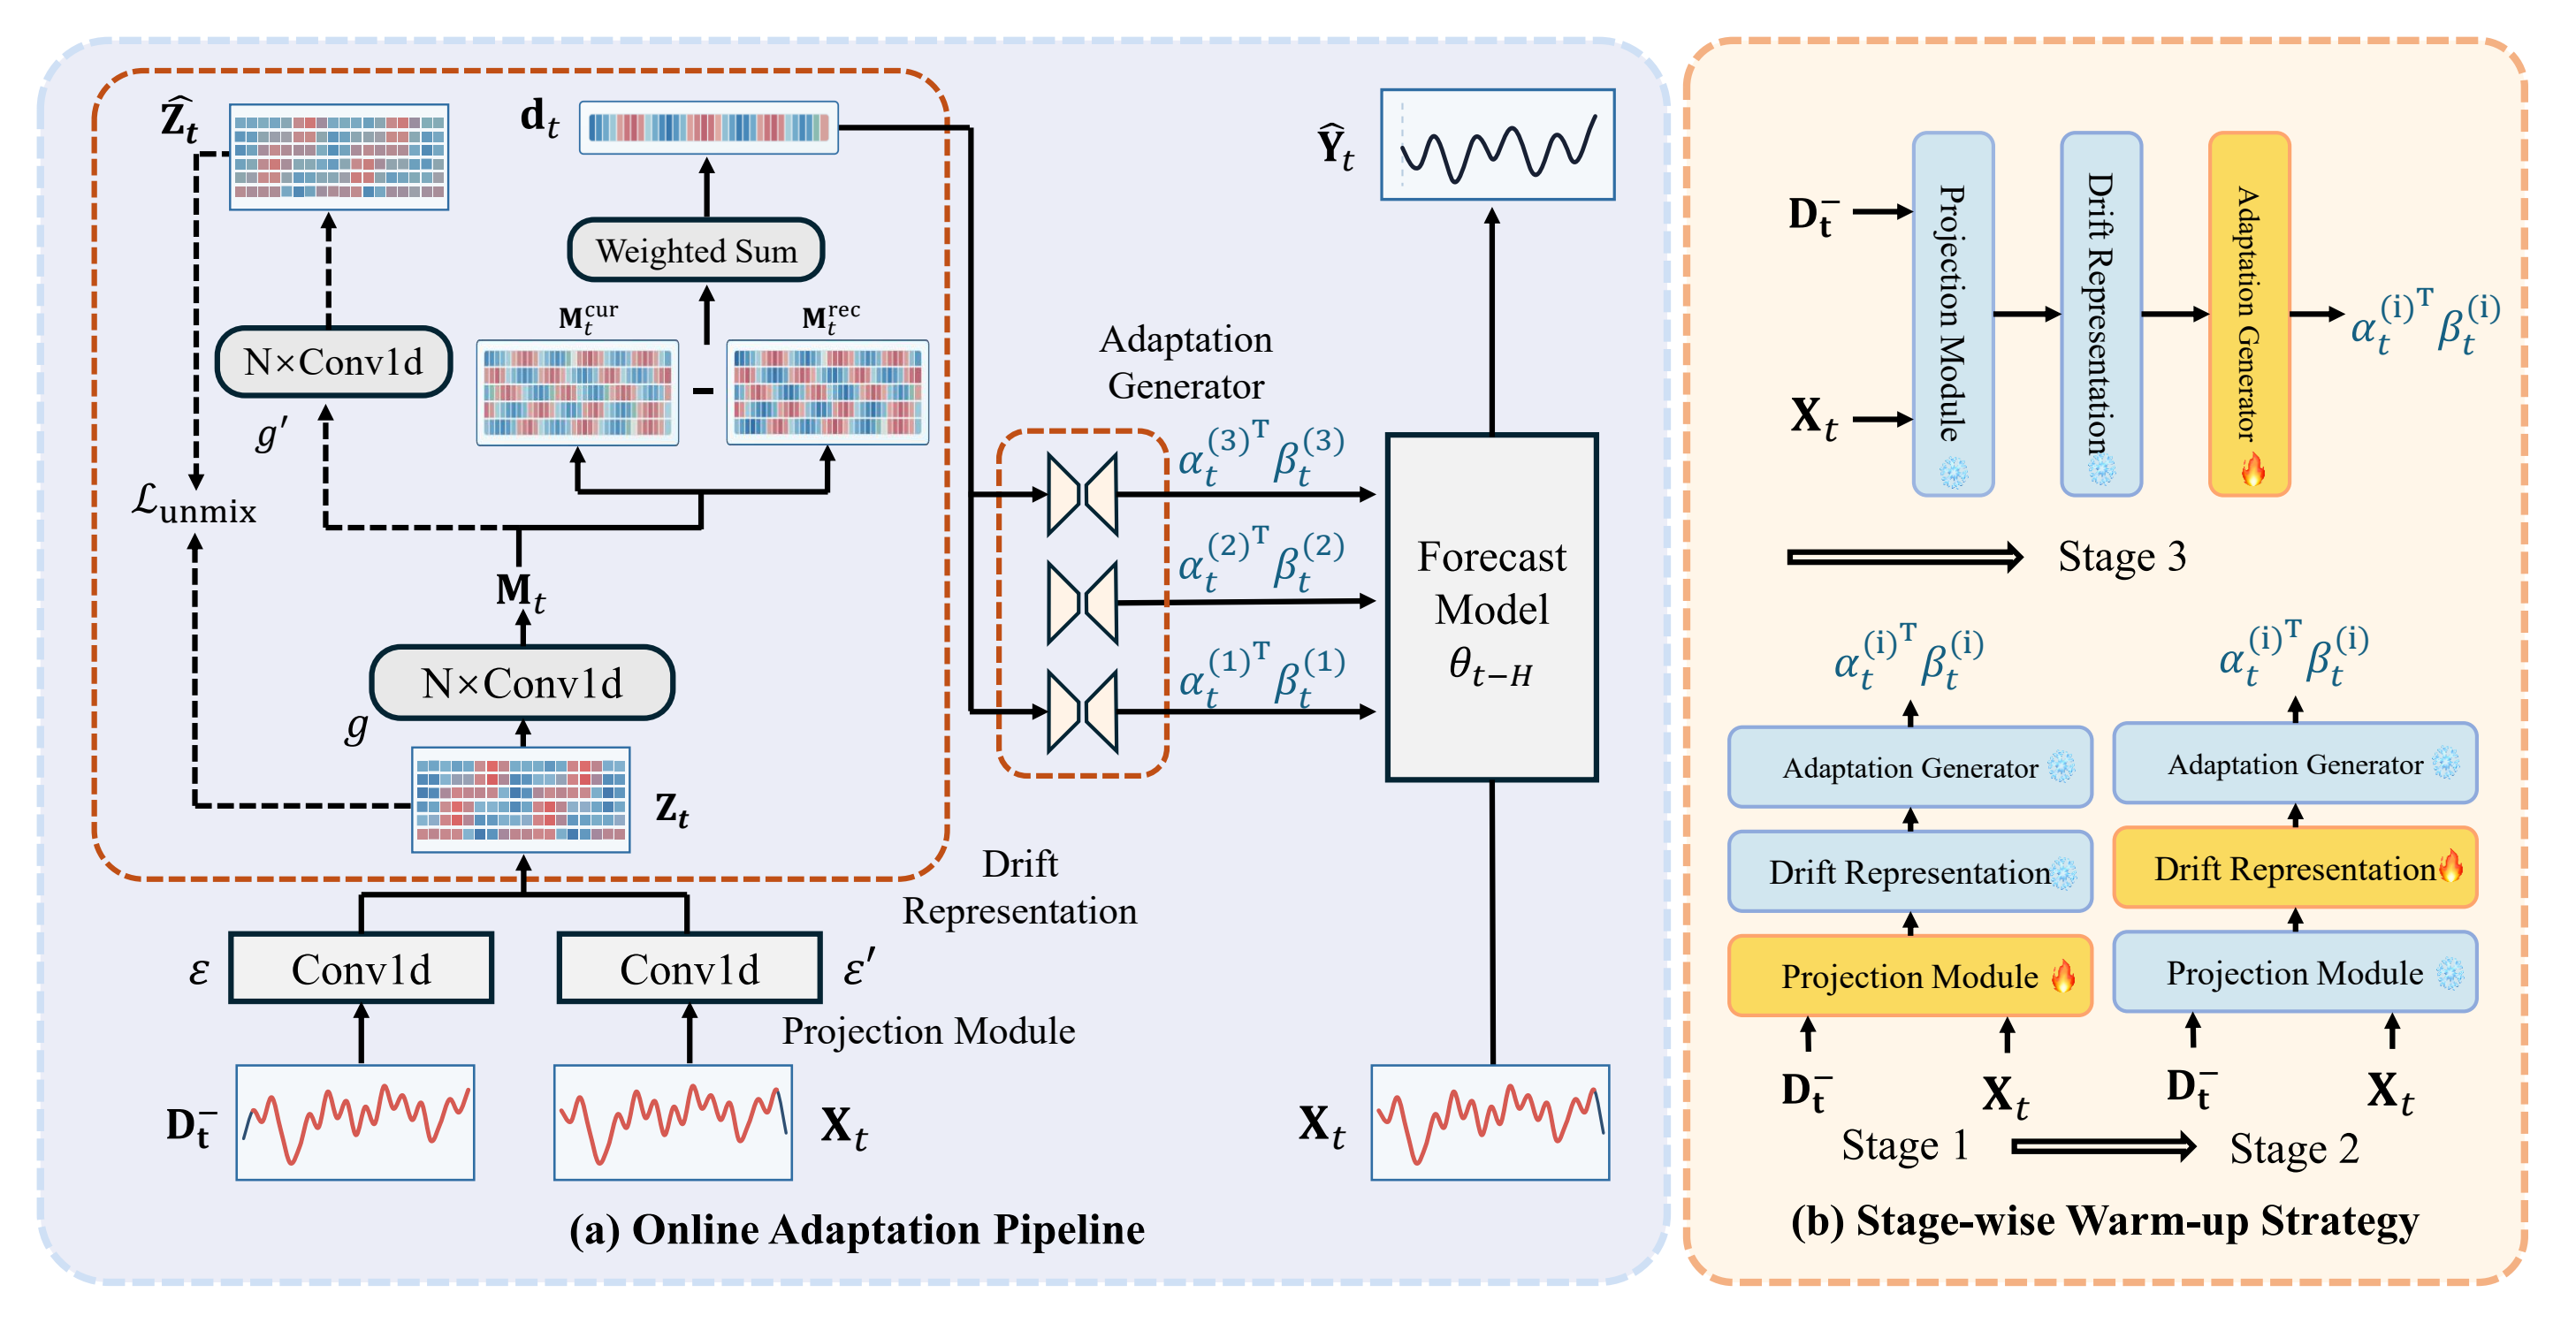 Ẑ_t
d_t
Weighted Sum
M_t^cur
M_t^rec
−
N×Conv1d
g′
ℒ_unmix
M_t
N×Conv1d
g
Z_t
Drift
Representation
ε
Conv1d
Conv1d
ε′
Projection Module
D_t^−
X_t
Adaptation
Generator
α_t^(3)^T β_t^(3)
α_t^(2)^T β_t^(2)
α_t^(1)^T β_t^(1)
Ŷ_t
Forecast
Model
θ_{t−H}
X_t
(a) Online Adaptation Pipeline
D_t^−
X_t
Projection Module
Drift Representation
Adaptation Generator
α_t^(i)^T β_t^(i)
Stage 3
α_t^(i)^T β_t^(i)
Adaptation Generator
Drift Representation
Projection Module
D_t^−
X_t
Stage 1
α_t^(i)^T β_t^(i)
Adaptation Generator
Drift Representation
Projection Module
D_t^−
X_t
Stage 2
(b) Stage-wise Warm-up Strategy